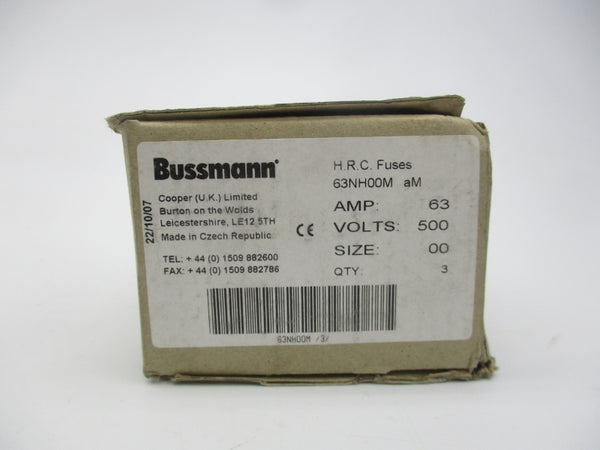 Bussmann®
Cooper (U.K.) Limited
Burton on the Wolds
Leicestershire, LE12 5TH
Made in Czech Republic
TEL: + 44 (0) 1509 882600
FAX: + 44 (0) 1509 882786
22/10/07
CE
H.R.C. Fuses
63NH00M aM
AMP: 63
VOLTS: 500
SIZE: 00
QTY: 3
63NH00M /3/